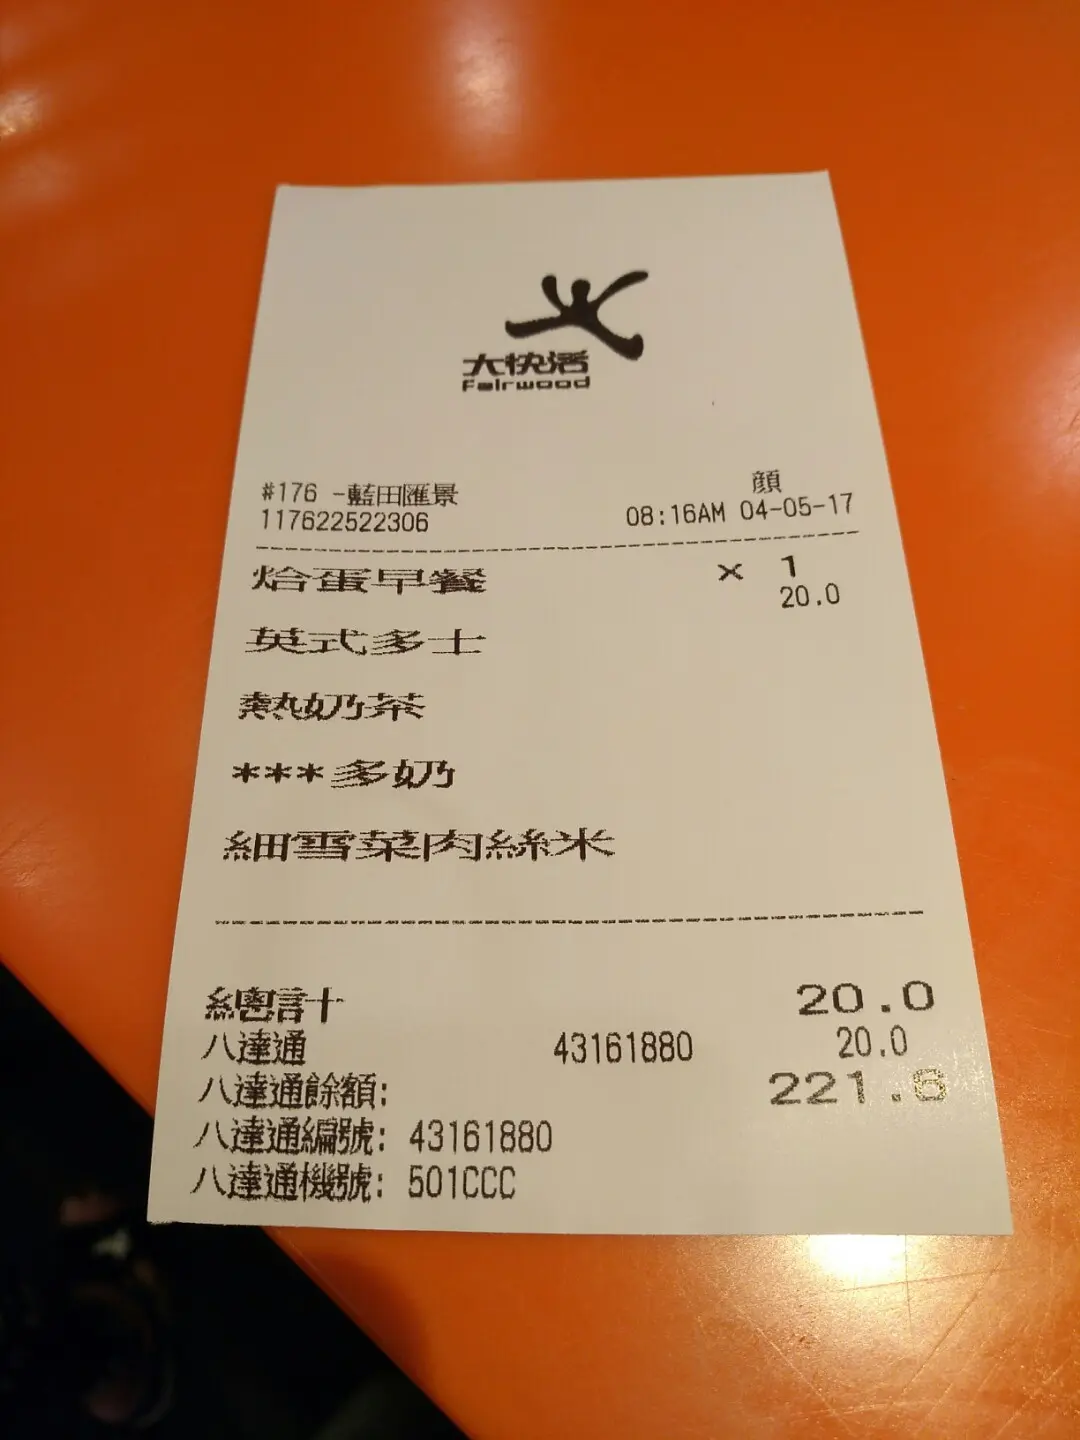 大快活
Fairwood
顔
#176 -藍田匯景
117622522306 08:16AM 04-05-17
烚蛋早餐 × 1
20.0
英式多士
熱奶茶
***多奶
細雪菜肉絲米
總計 20.0
八達通 43161880 20.0
八達通餘額: 221.6
八達通編號: 43161880
八達通機號: 501CCC